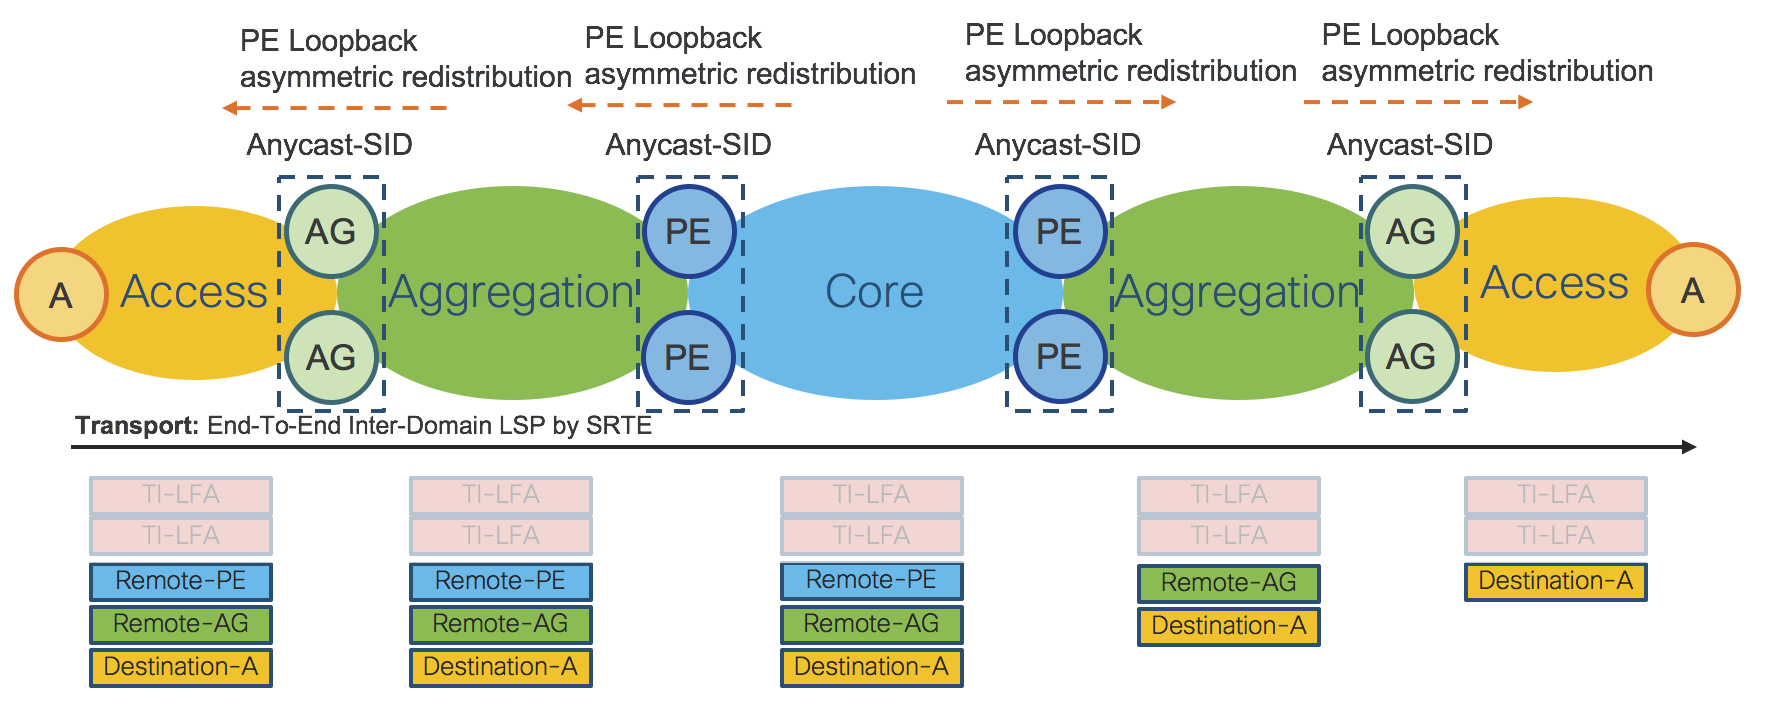 PE Loopback
asymmetric redistribution
PE Loopback
asymmetric redistribution
PE Loopback
asymmetric redistribution
PE Loopback
asymmetric redistribution
Anycast-SID
Anycast-SID
Anycast-SID
Anycast-SID
AG
PE
PE
AG
A
Access
Aggregation
Core
Aggregation
Access
A
AG
PE
PE
AG
Transport: End-To-End Inter-Domain LSP by SRTE
TI-LFA
TI-LFA
Remote-PE
Remote-AG
Destination-A
TI-LFA
TI-LFA
Remote-PE
Remote-AG
Destination-A
TI-LFA
TI-LFA
Remote-PE
Remote-AG
Destination-A
TI-LFA
TI-LFA
Remote-AG
Destination-A
TI-LFA
TI-LFA
Destination-A